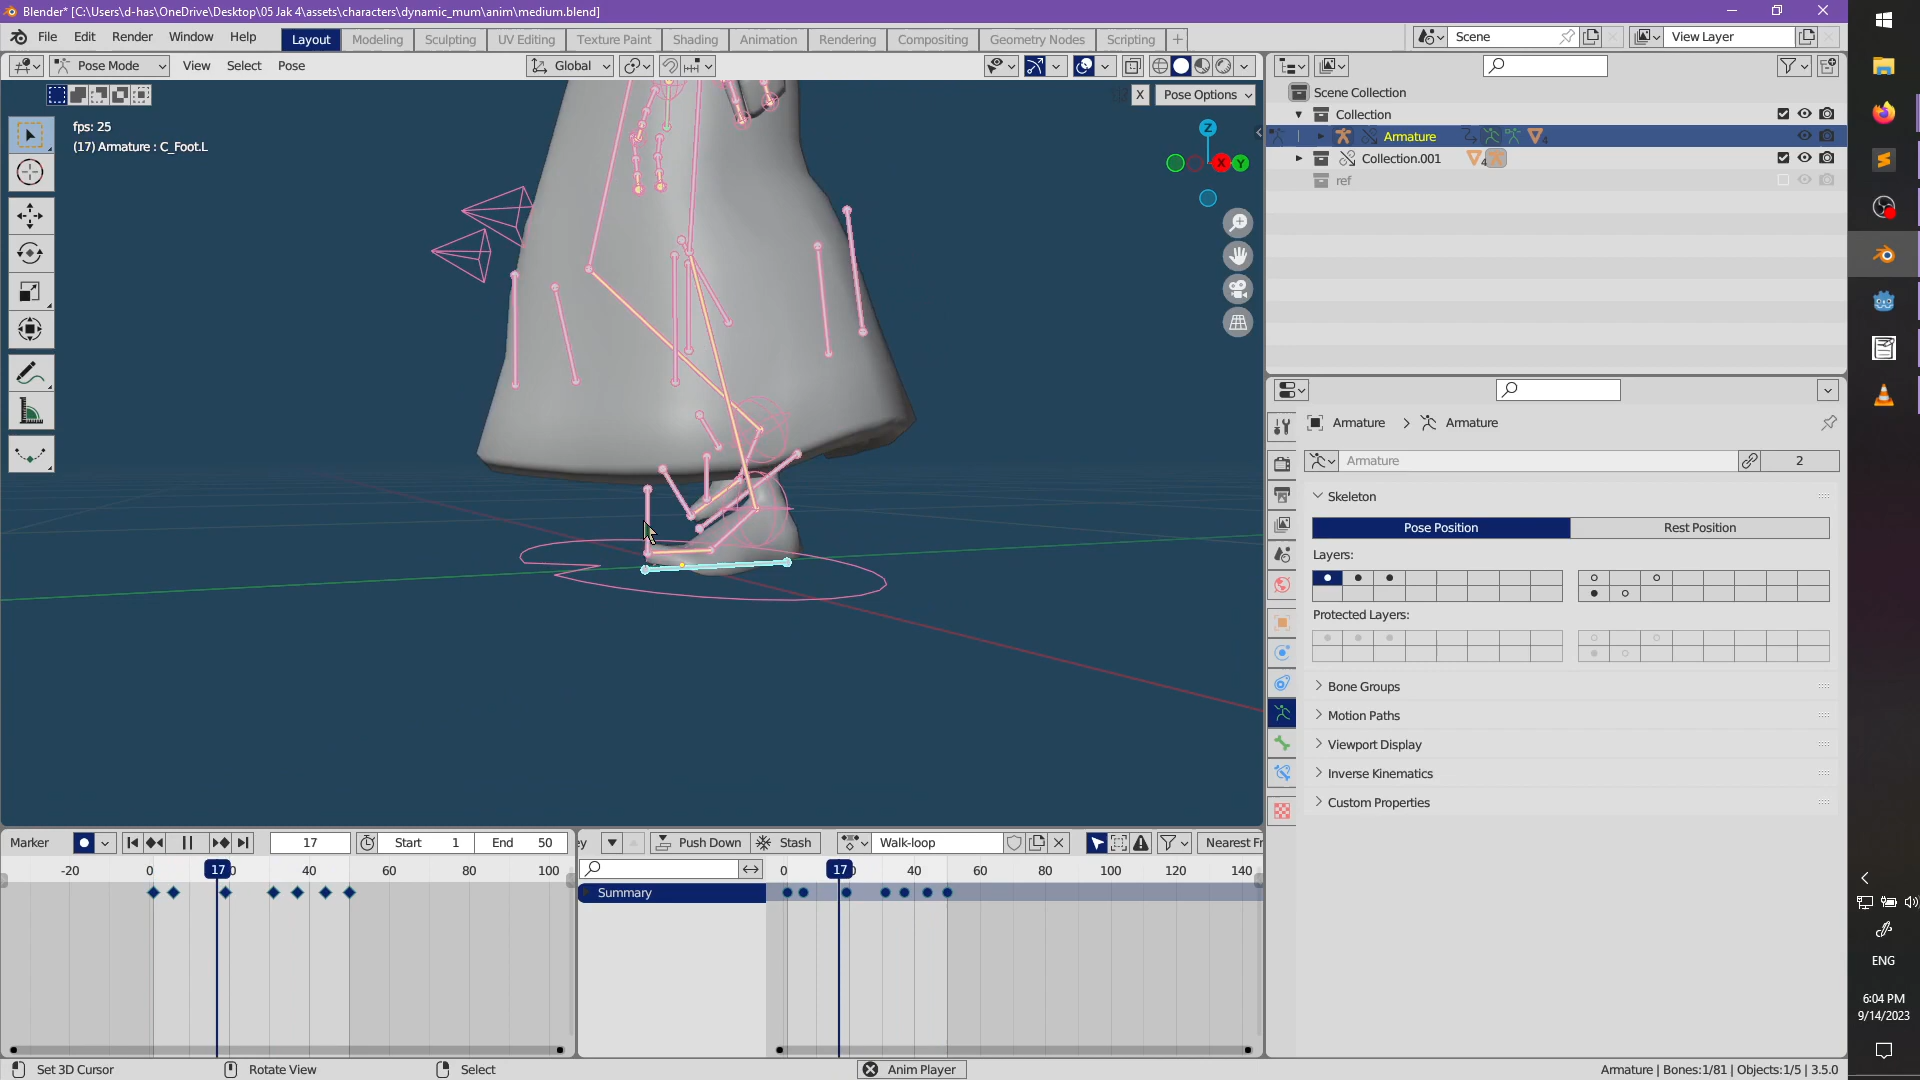 Blender* [C:\Users\d-has\OneDrive\Desktop\05 Jak 4\assets\characters\dynamic_mum\anim\medium.blend]
File Edit Render Window Help Layout Modeling Sculpting UV Editing Texture Paint Shading Animation Rendering Compositing Geometry Nodes Scripting + Scene View Layer
Pose Mode View Select Pose Global
X Pose Options
fps: 25
(17) Armature : C_Foot.L
Z
X Y
Scene Collection
Collection
Armature 4
Collection.001 4
ref
Armature > Armature
Armature 2
Skeleton
Pose Position Rest Position
Layers:
Protected Layers:
Bone Groups
Motion Paths
Viewport Display
Inverse Kinematics
Custom Properties
Marker 17 Start 1 End 50
ey Push Down Stash Walk-loop Nearest Fr
-20 0 17 40 60 80 100
0 17 40 60 80 100 120 140
Summary
Set 3D Cursor Rotate View Select Anim Player Armature | Bones:1/81 | Objects:1/5 | 3.5.0
ENG
6:04 PM
9/14/2023